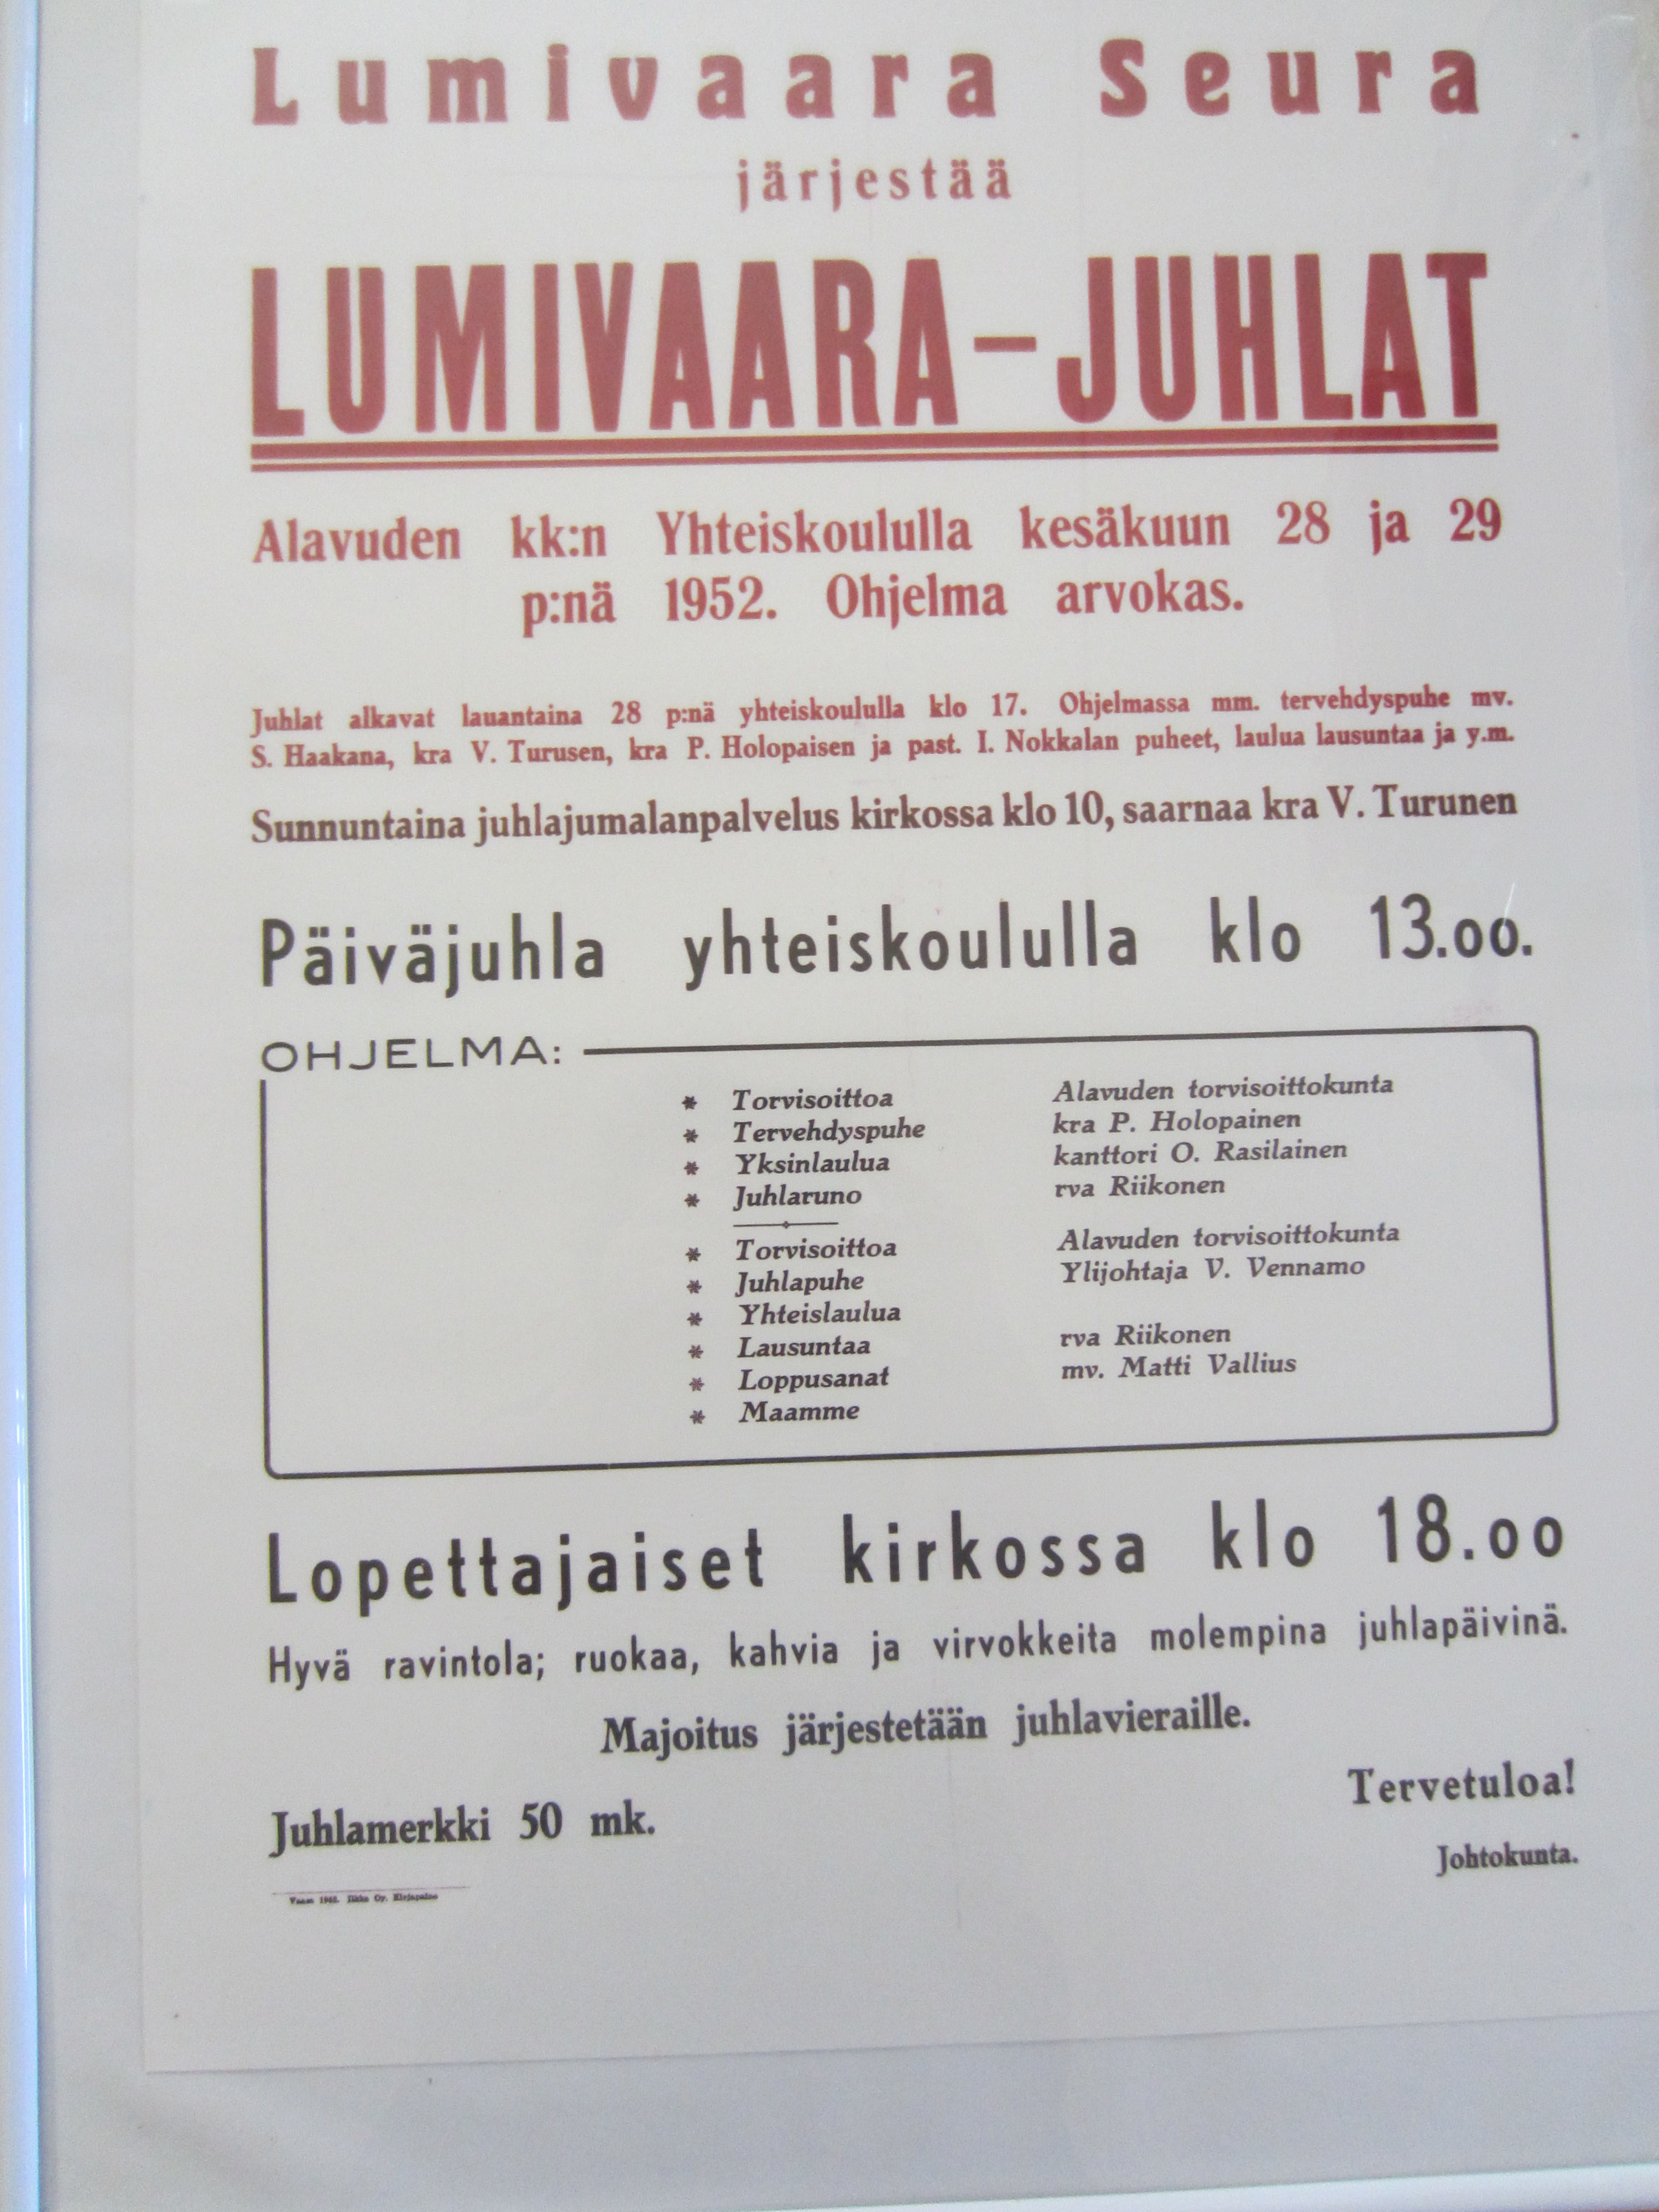 Lumivaara Seura
järjestää
LUMIVAARA-JUHLAT
Alavuden kk:n Yhteiskoululla kesäkuun 28 ja 29
p:nä 1952. Ohjelma arvokas.
Juhlat alkavat lauantaina 28 p:nä yhteiskoululla klo 17. Ohjelmassa mm. tervehdyspuhe mv.
S. Haakana, kra V. Turusen, kra P. Holopaisen ja past. I. Nokkalan puheet, laulua lausuntaa ja y.m.
Sunnuntaina juhlajumalanpalvelus kirkossa klo 10, saarnaa kra V. Turunen
Päiväjuhla yhteiskoululla klo 13.oo.
OHJELMA:
* Torvisoittoa Alavuden torvisoittokunta
* Tervehdyspuhe kra P. Holopainen
* Yksinlaulua kanttori O. Rasilainen
* Juhlaruno rva Riikonen
* Torvisoittoa Alavuden torvisoittokunta
* Juhlapuhe Ylijohtaja V. Vennamo
* Yhteislaulua
* Lausuntaa rva Riikonen
* Loppusanat mv. Matti Vallius
* Maamme
Lopettajaiset kirkossa klo 18.oo
Hyvä ravintola; ruokaa, kahvia ja virvokkeita molempina juhlapäivinä.
Majoitus järjestetään juhlavieraille.
Tervetuloa!
Juhlamerkki 50 mk.
Johtokunta.
Oy. Kirjapaino